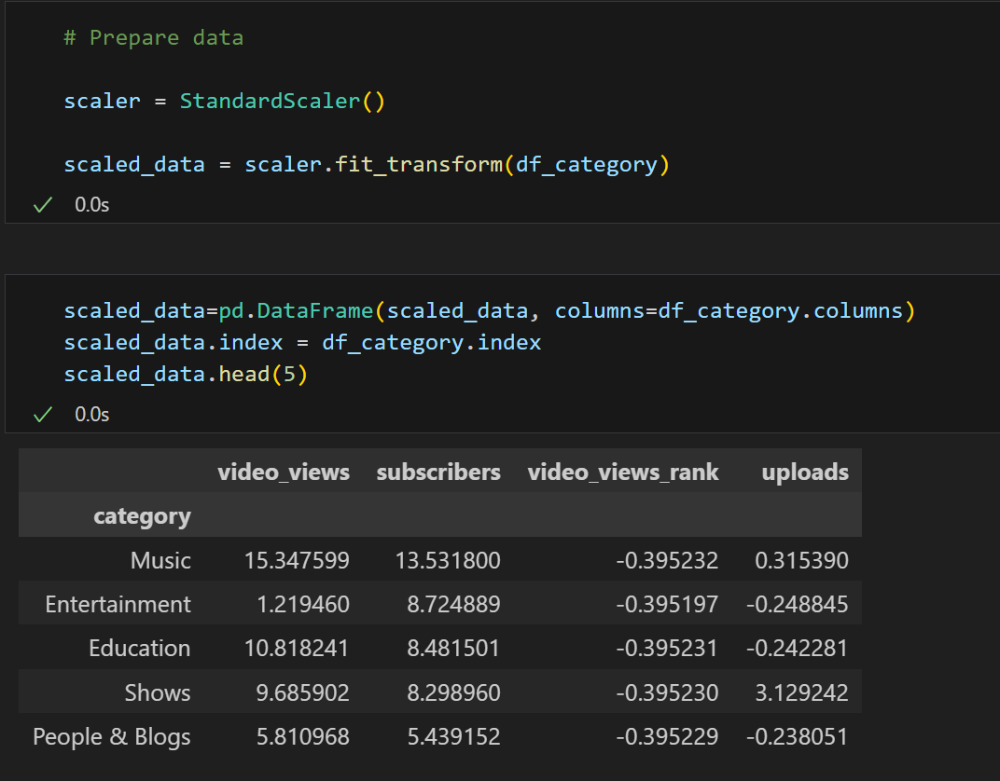 # Prepare data
scaler = StandardScaler()
scaled_data = scaler.fit_transform(df_category)
✓ 0.0s
scaled_data=pd.DataFrame(scaled_data, columns=df_category.columns)
scaled_data.index = df_category.index
scaled_data.head(5)
✓ 0.0s
video_views subscribers video_views_rank uploads
category
Music 15.347599 13.531800 -0.395232 0.315390
Entertainment 1.219460 8.724889 -0.395197 -0.248845
Education 10.818241 8.481501 -0.395231 -0.242281
Shows 9.685902 8.298960 -0.395230 3.129242
People & Blogs 5.810968 5.439152 -0.395229 -0.238051